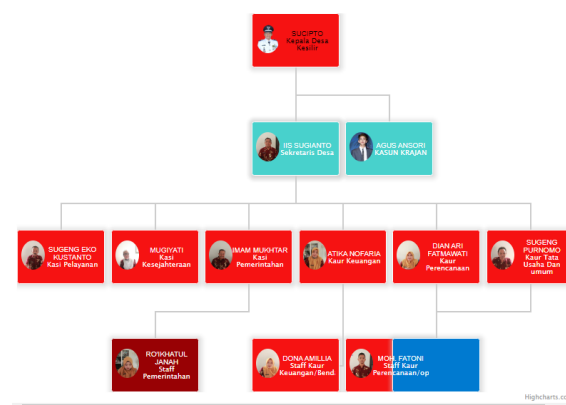 SUCIPTO
Kepala Desa
Kesilir
IIS SUGIANTO
Sekretaris Desa
AGUS ANSORI
KASUN KRAJAN
SUGENG EKO
KUSTANTO
Kasi Pelayanan
MUGIYATI
Kasi
Kesejahteraan
IMAM MUKHTAR
Kasi
Pemerintahan
ATIKA NOFARIA
Kaur Keuangan
DIAN ARI
FATMAWATI
Kaur
Perencanaan
SUGENG
PURNOMO
Kaur Tata
Usaha Dan
umum
RO'IKHATUL
JANAH
Staff
Pemerintahan
DONA AMILLIA
Staff Kaur
Keuangan/Bend.
MOH. FATONI
Staff Kaur
Perencanaan/op
Highcharts.co